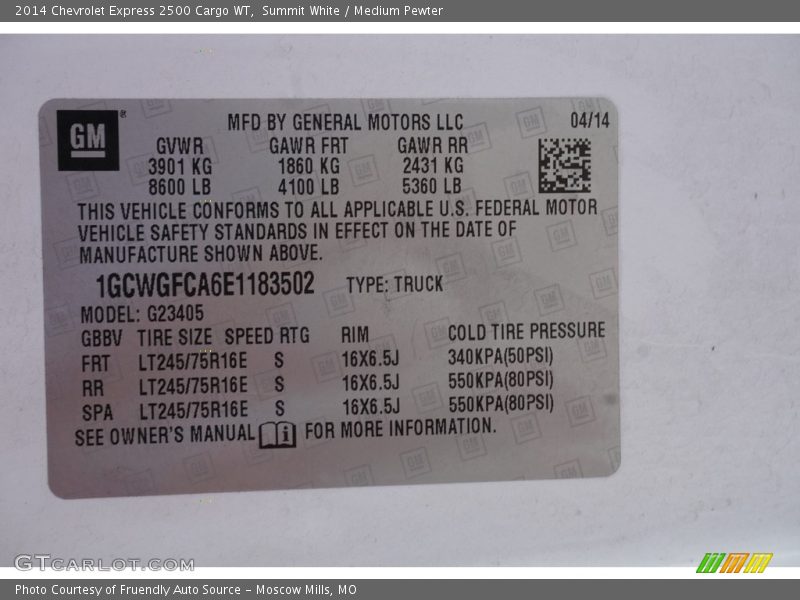 2014 Chevrolet Express 2500 Cargo WT,  Summit White / Medium Pewter
GM ® MFD BY GENERAL MOTORS LLC 04/14
GVWR GAWR FRT GAWR RR
3901 KG 1860 KG 2431 KG
8600 LB 4100 LB 5360 LB
THIS VEHICLE CONFORMS TO ALL APPLICABLE U.S. FEDERAL MOTOR
VEHICLE SAFETY STANDARDS IN EFFECT ON THE DATE OF
MANUFACTURE SHOWN ABOVE.
1GCWGFCA6E1183502 TYPE: TRUCK
MODEL: G23405
GBBV TIRE SIZE SPEED RTG RIM COLD TIRE PRESSURE
FRT LT245/75R16E S 16X6.5J 340KPA(50PSI)
RR LT245/75R16E S 16X6.5J 550KPA(80PSI)
SPA LT245/75R16E S 16X6.5J 550KPA(80PSI)
SEE OWNER'S MANUAL i FOR MORE INFORMATION.
GTCARLOT.COM
Photo Courtesy of Fruendly Auto Source - Moscow Mills, MO